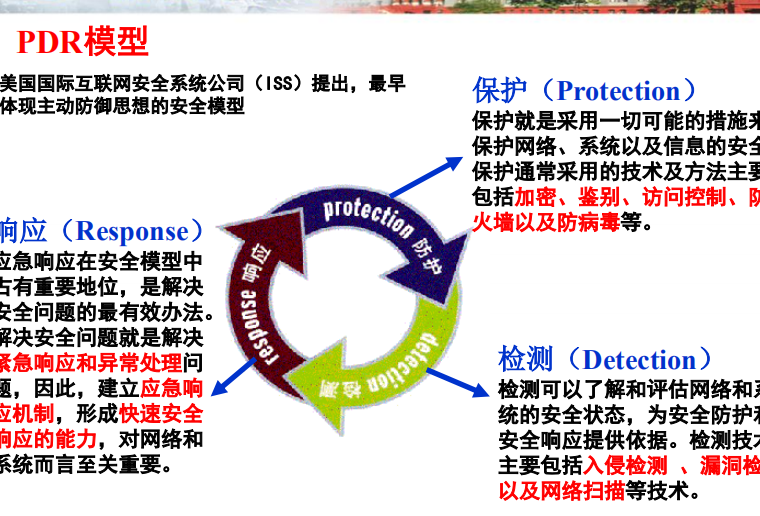 PDR模型
美国国际互联网安全系统公司（ISS）提出，最早
体现主动防御思想的安全模型
保护（Protection）
保护就是采用一切可能的措施来
保护网络、系统以及信息的安全
保护通常采用的技术及方法主要
包括加密、鉴别、访问控制、防
火墙以及防病毒等。
响应（Response）
应急响应在安全模型中
占有重要地位，是解决
安全问题的最有效办法。
解决安全问题就是解决
紧急响应和异常处理问
题，因此，建立应急响
应机制，形成快速安全
响应的能力，对网络和
系统而言至关重要。
protection 防护
response 响应
detection 检测
检测（Detection）
检测可以了解和评估网络和系
统的安全状态，为安全防护和
安全响应提供依据。检测技术
主要包括入侵检测 、漏洞检
以及网络扫描等技术。